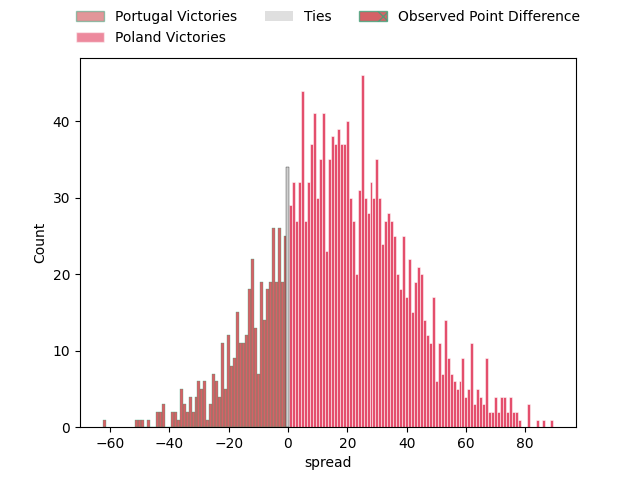 Portugal Victories
Poland Victories
Ties
Observed Point Difference
Count
40
30
20
10
0
−60 −40 −20 0 20 40 60 80
spread